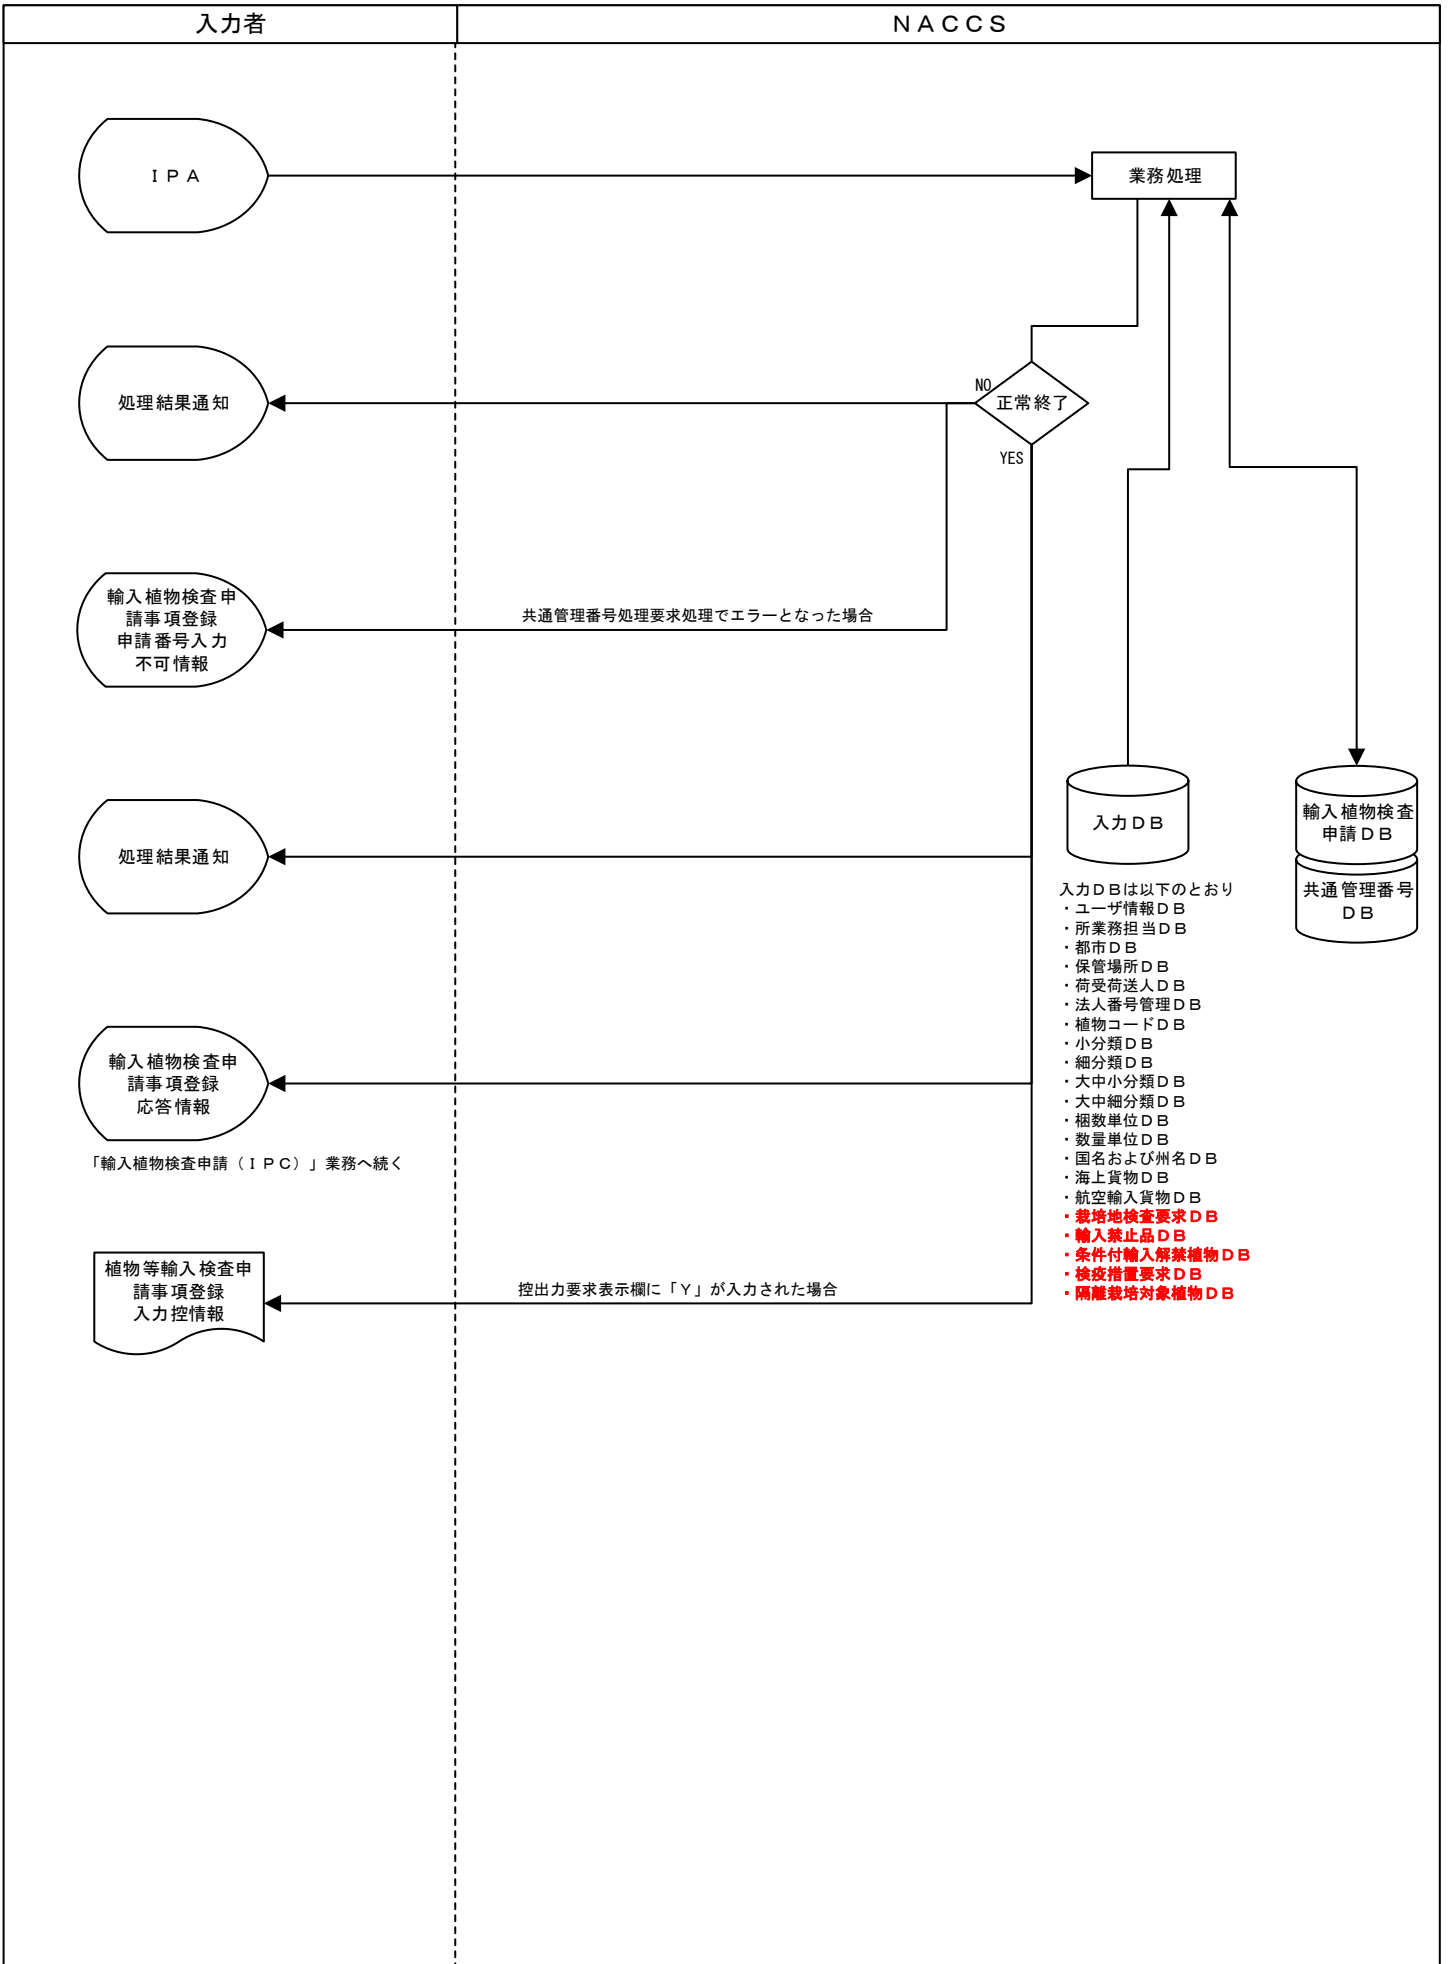 入力者
ＮＡＣＣＳ
ＩＰＡ
業務処理
処理結果通知
NO
正常終了
YES
輸入植物検査申
請事項登録
申請番号入力
不可情報
共通管理番号処理要求処理でエラーとなった場合
処理結果通知
入力ＤＢ
輸入植物検査
申請ＤＢ
共通管理番号
ＤＢ
入力ＤＢは以下のとおり
・ユーザ情報ＤＢ
・所業務担当ＤＢ
・都市ＤＢ
・保管場所ＤＢ
・荷受荷送人ＤＢ
・法人番号管理ＤＢ
・植物コードＤＢ
・小分類ＤＢ
・細分類ＤＢ
・大中小分類ＤＢ
・大中細分類ＤＢ
・梱数単位ＤＢ
・数量単位ＤＢ
・国名および州名ＤＢ
・海上貨物ＤＢ
・航空輸入貨物ＤＢ
・栽培地検査要求ＤＢ
・輸入禁止品ＤＢ
・条件付輸入解禁植物ＤＢ
・検疫措置要求ＤＢ
・隔離栽培対象植物ＤＢ
輸入植物検査申
請事項登録
応答情報
「輸入植物検査申請（ＩＰＣ）」業務へ続く
植物等輸入検査申
請事項登録
入力控情報
控出力要求表示欄に「Ｙ」が入力された場合